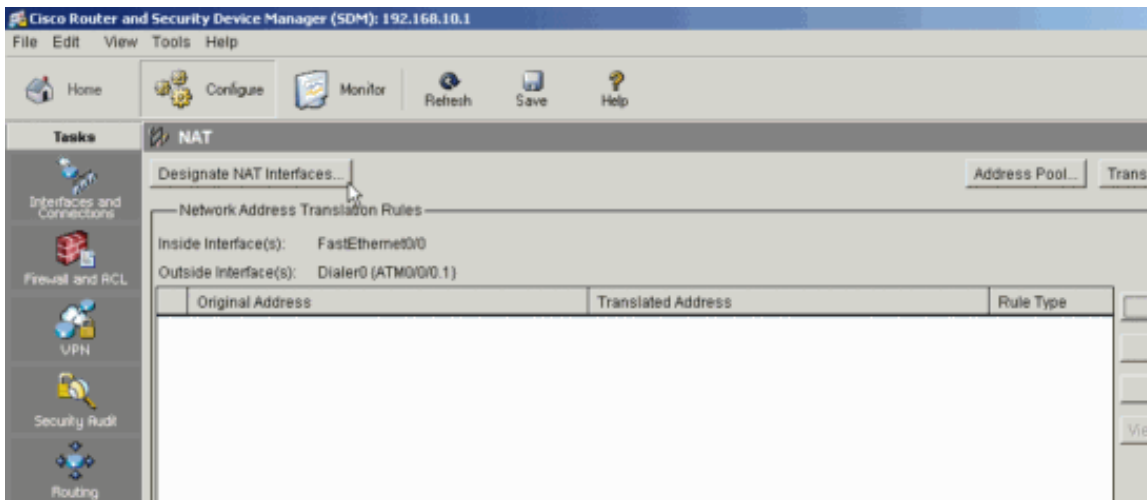 Cisco Router and Security Device Manager (SDM): 192.168.10.1
File Edit View Tools Help
Home Configure Monitor Refresh Save Help
Tasks
NAT
Designate NAT Interfaces... Address Pool... Trans
Interfaces and Connections
Network Address Translation Rules
Inside Interface(s): FastEthernet0/0
Firewall and ACL
Outside Interface(s): Dialer0 (ATM0/0/0.1)
Original Address Translated Address Rule Type
VPN
Security Audit
Vie
Routing